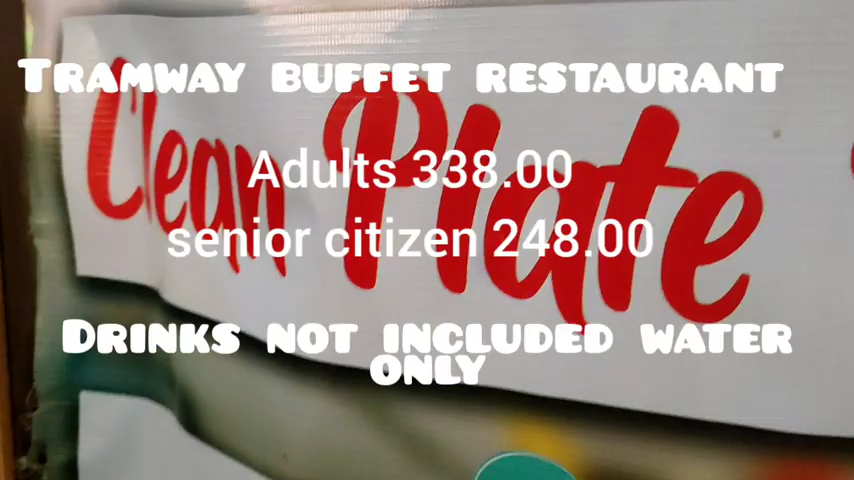 Tramway buffet restaurant
Clean Plate
Adults 338.00
senior citizen 248.00
Drinks not included water
only